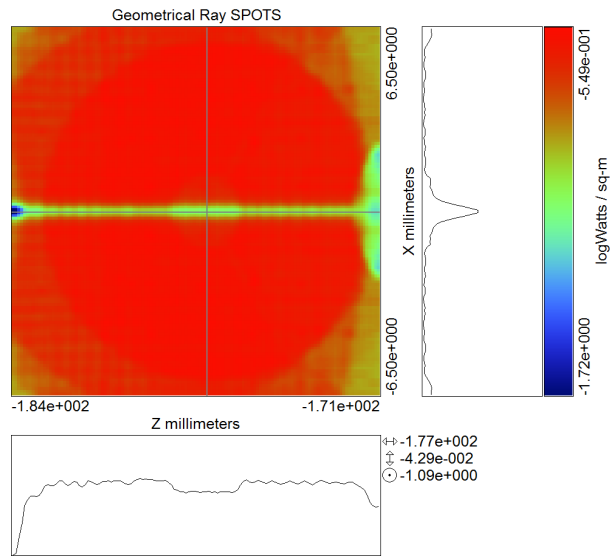 Geometrical Ray SPOTS
6.50e+000
X millimeters
-6.50e+000
-5.49e-001
logWatts / sq-m
-1.72e+000
-1.84e+002
-1.71e+002
Z millimeters
-1.77e+002
-4.29e-002
-1.09e+000